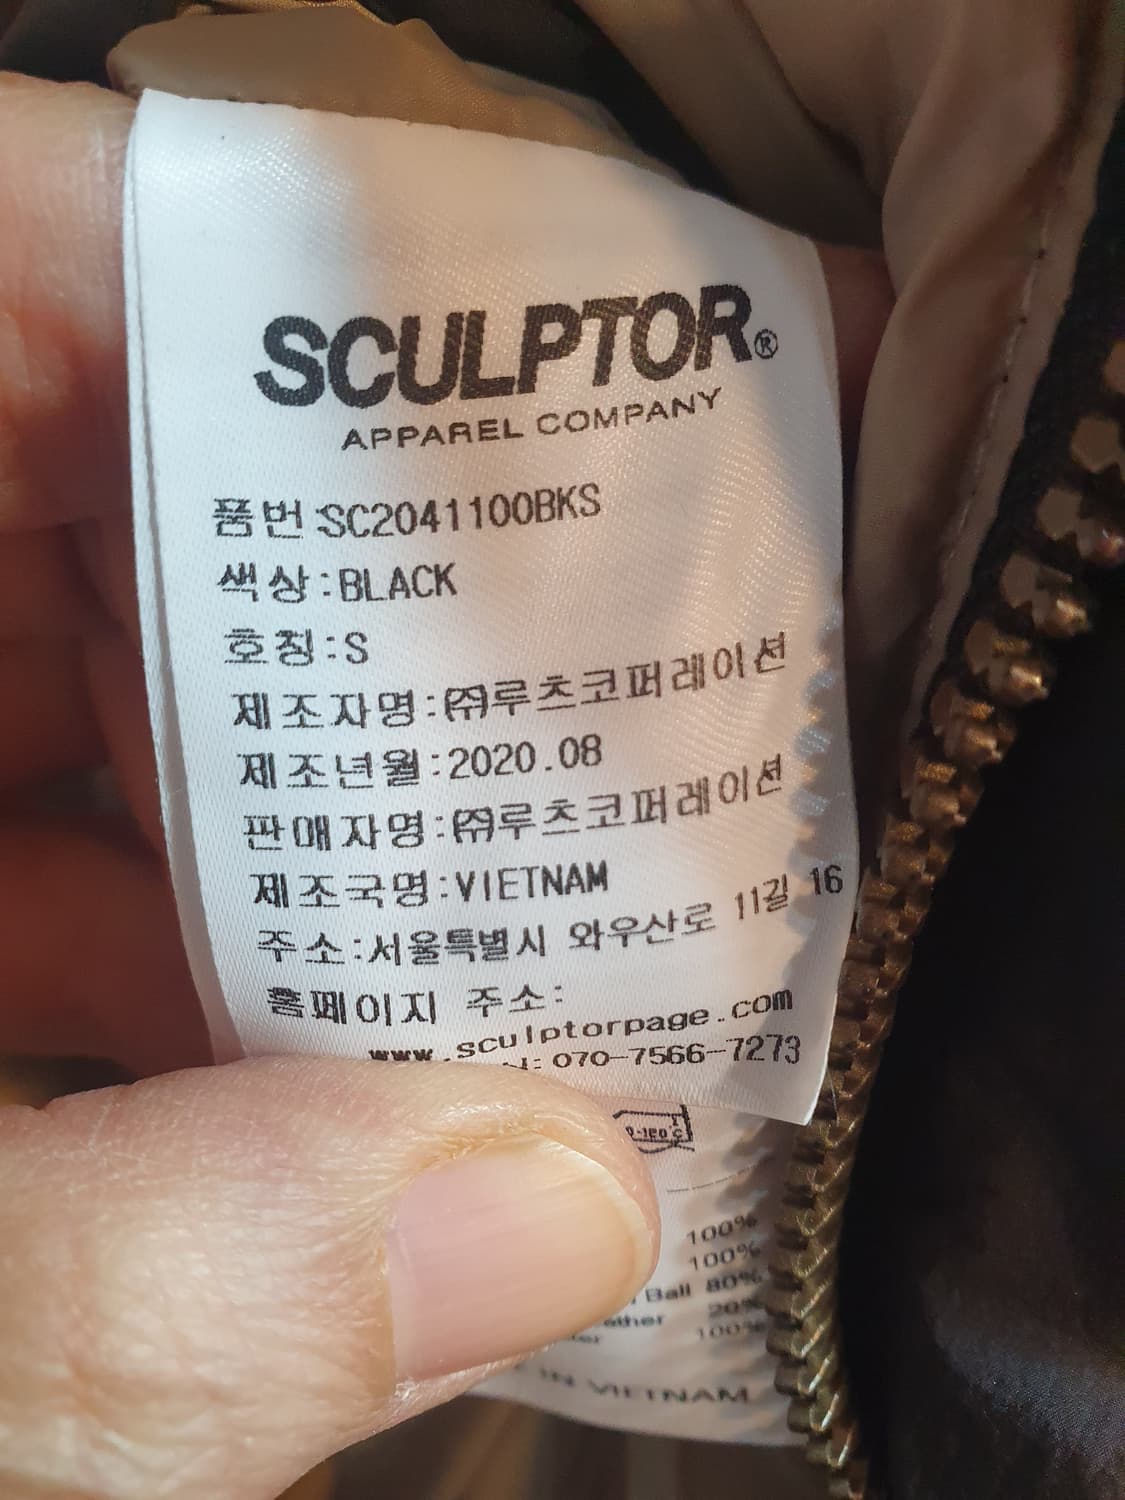 SCULPTOR®
APPAREL COMPANY
품번:SC2041100BKS
색상:BLACK
호칭:S
제조자명:㈜루츠코퍼레이션
제조년월:2020.08
판매자명:㈜루츠코퍼레이션
제조국명:VIETNAM
주소:서울특별시 와우산로 11길 16
홈페이지 주소:
www.sculptorpage.com
070-7566-7273
100%
100%
Ball 80%
20%
100%
IN VIETNAM